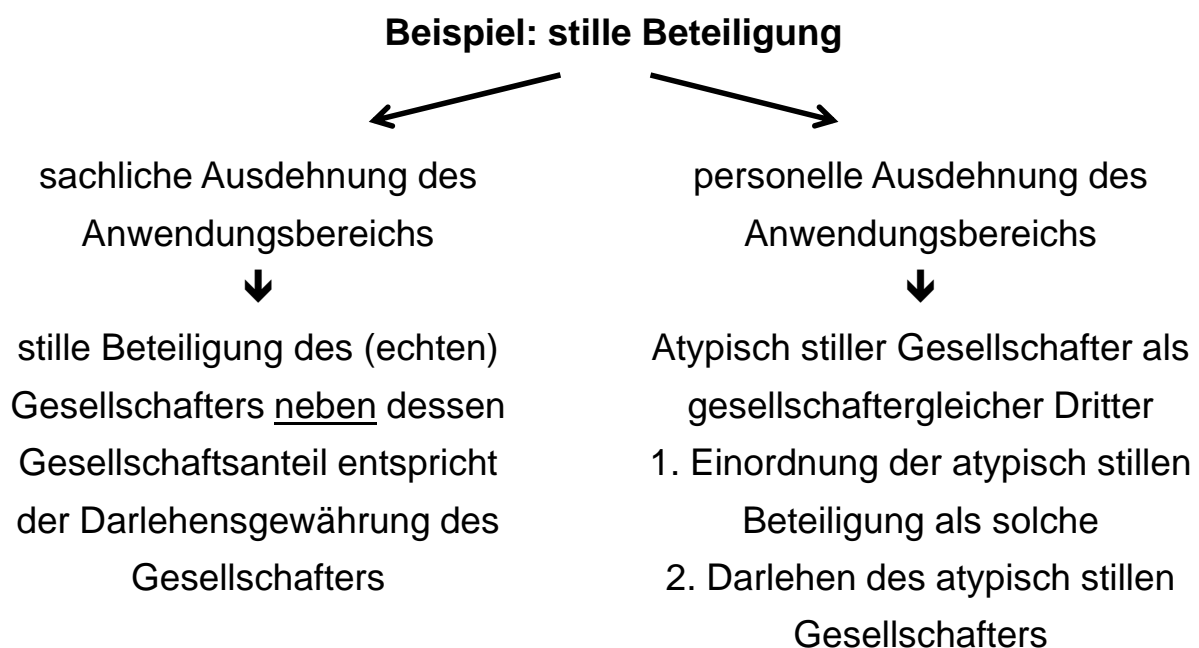 Beispiel: stille Beteiligung
sachliche Ausdehnung des
Anwendungsbereichs
stille Beteiligung des (echten)
Gesellschafters neben dessen
Gesellschaftsanteil entspricht
der Darlehensgewährung des
Gesellschafters
personelle Ausdehnung des
Anwendungsbereichs
Atypisch stiller Gesellschafter als
gesellschaftergleicher Dritter
1. Einordnung der atypisch stillen
Beteiligung als solche
2. Darlehen des atypisch stillen
Gesellschafters